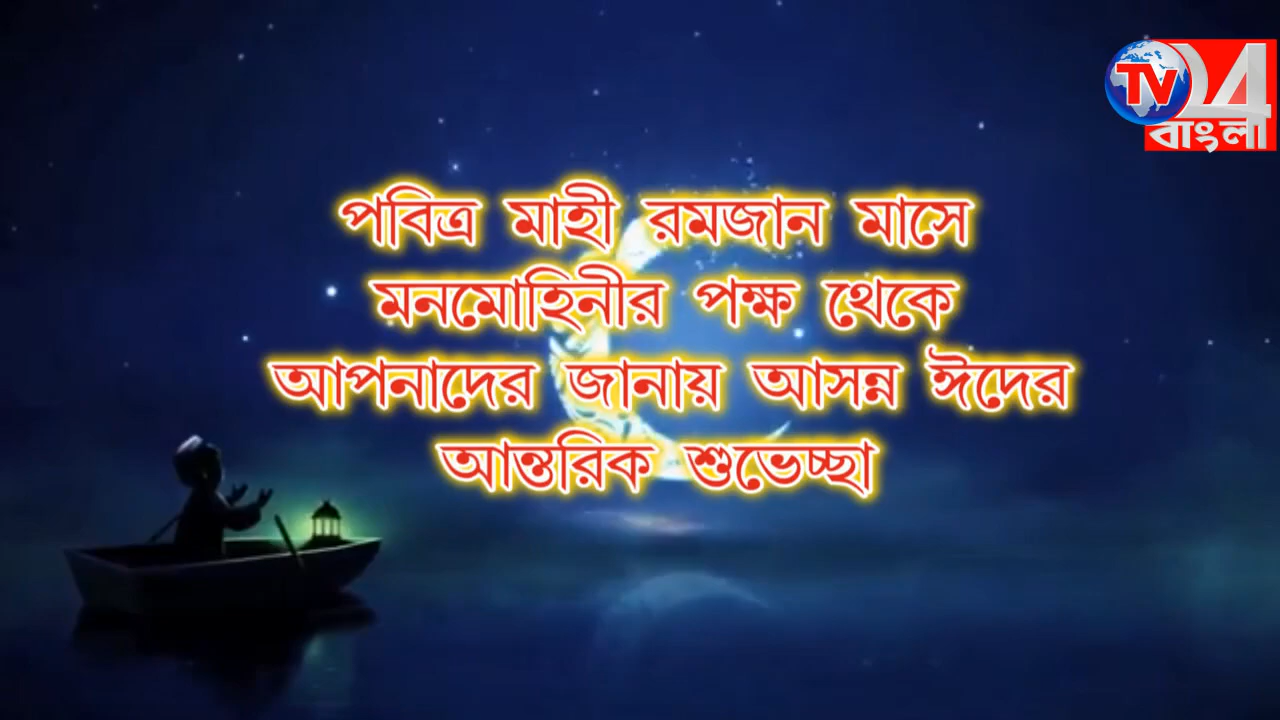 TV
24
বাংলা
পবিত্র মাহী রমজান মাসে
মনমোহিনীর পক্ষ থেকে
আপনাদের জানায় আসন্ন ঈদের
আন্তরিক শুভেচ্ছা